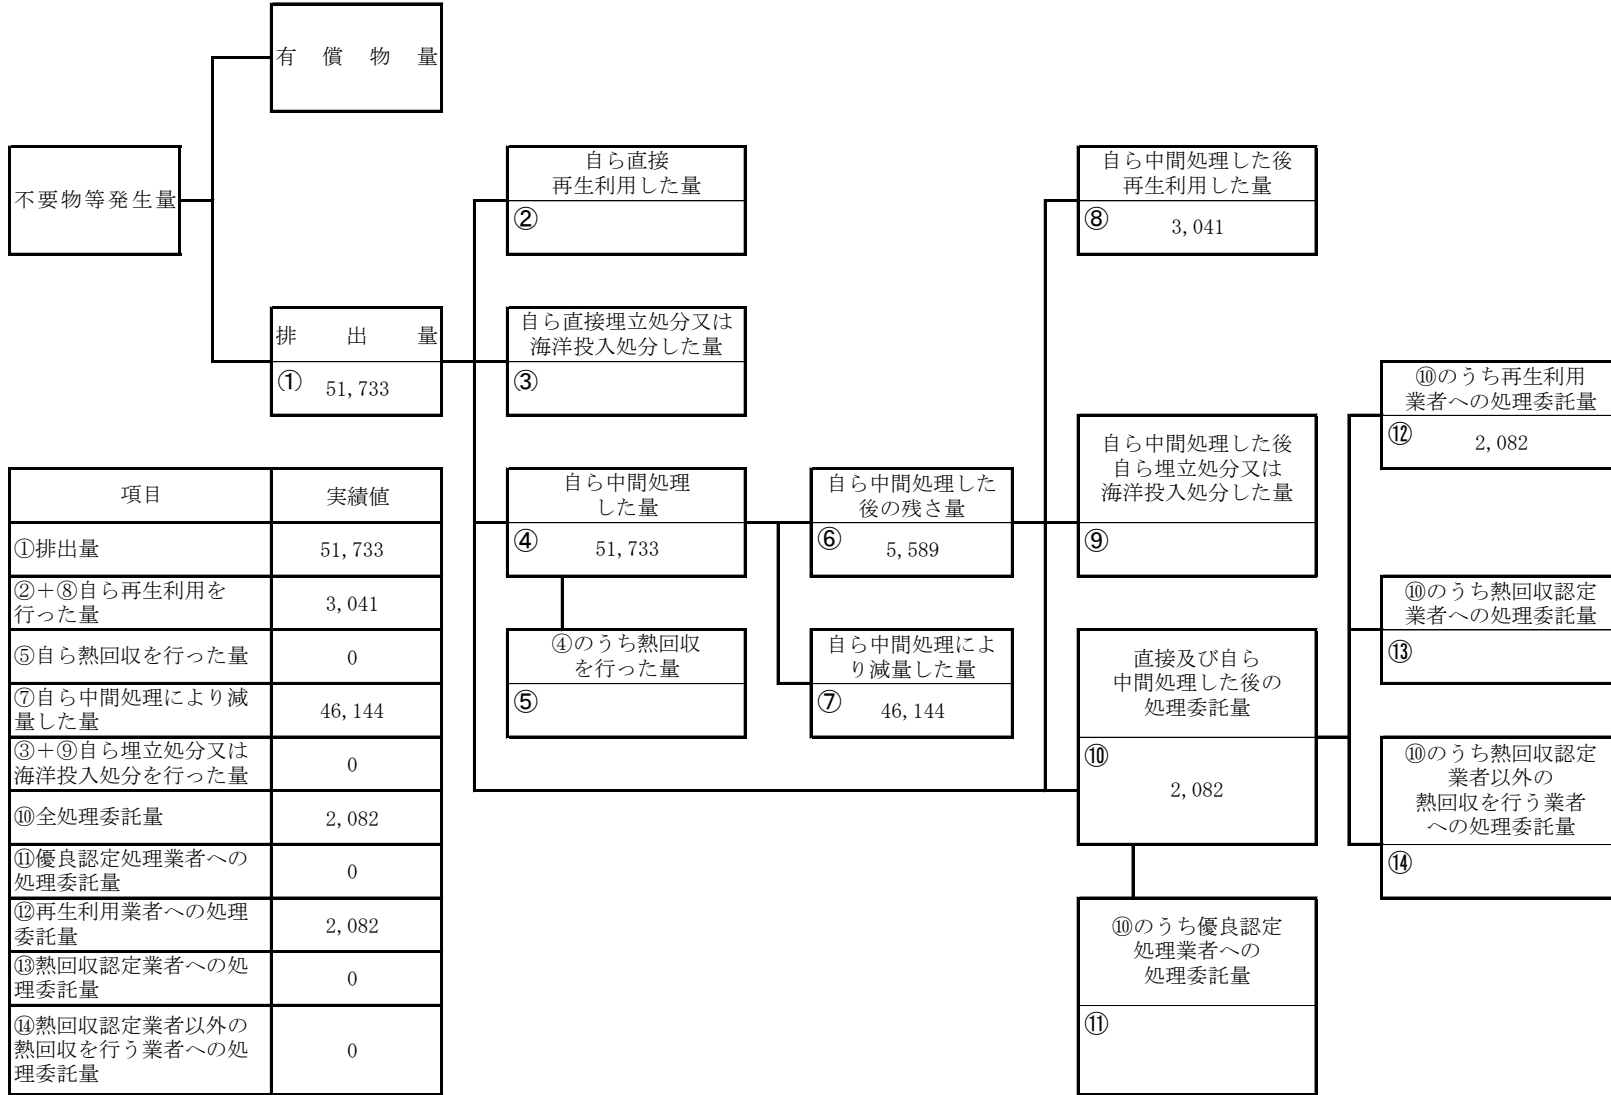 有償物量
不要物等発生量
排出量
① 51,733
自ら直接
再生利用した量
②
自ら直接埋立処分又は
海洋投入処分した量
③
自ら中間処理
した量
④ 51,733
④のうち熱回収
を行った量
⑤
自ら中間処理した
後の残さ量
⑥ 5,589
自ら中間処理によ
り減量した量
⑦ 46,144
自ら中間処理した後
再生利用した量
⑧ 3,041
自ら中間処理した後
自ら埋立処分又は
海洋投入処分した量
⑨
直接及び自ら
中間処理した後の
処理委託量
⑩
2,082
⑩のうち優良認定
処理業者への
処理委託量
⑪
⑩のうち再生利用
業者への処理委託量
⑫ 2,082
⑩のうち熱回収認定
業者への処理委託量
⑬
⑩のうち熱回収認定
業者以外の
熱回収を行う業者
への処理委託量
⑭
項目 実績値
①排出量 51,733
②＋⑧自ら再生利用を
行った量 3,041
⑤自ら熱回収を行った量 0
⑦自ら中間処理により減
量した量 46,144
③＋⑨自ら埋立処分又は
海洋投入処分を行った量 0
⑩全処理委託量 2,082
⑪優良認定処理業者への
処理委託量 0
⑫再生利用業者への処理
委託量 2,082
⑬熱回収認定業者への処
理委託量 0
⑭熱回収認定業者以外の
熱回収を行う業者への処
理委託量 0